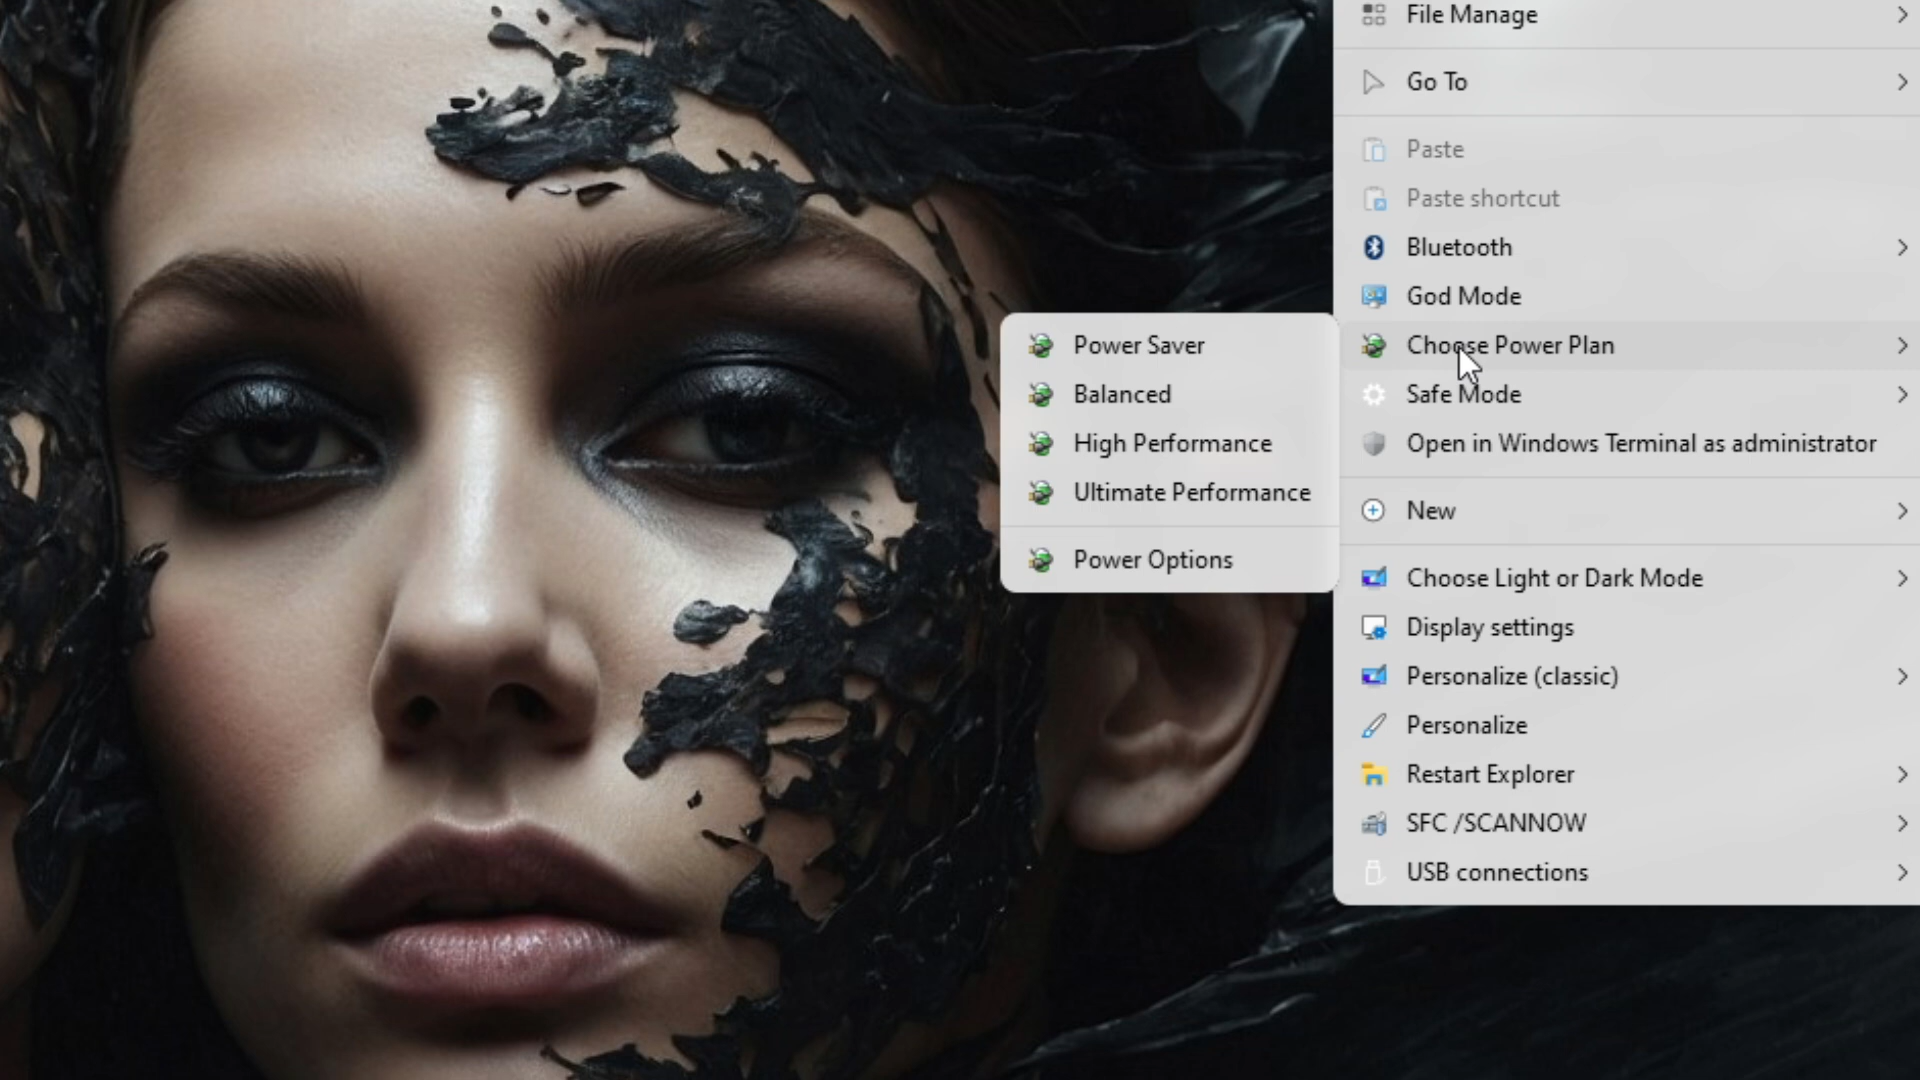 File Manage
Go To
Paste
Paste shortcut
Bluetooth
God Mode
Choose Power Plan
Safe Mode
Open in Windows Terminal as administrator
New
Choose Light or Dark Mode
Display settings
Personalize (classic)
Personalize
Restart Explorer
SFC /SCANNOW
USB connections
Power Saver
Balanced
High Performance
Ultimate Performance
Power Options